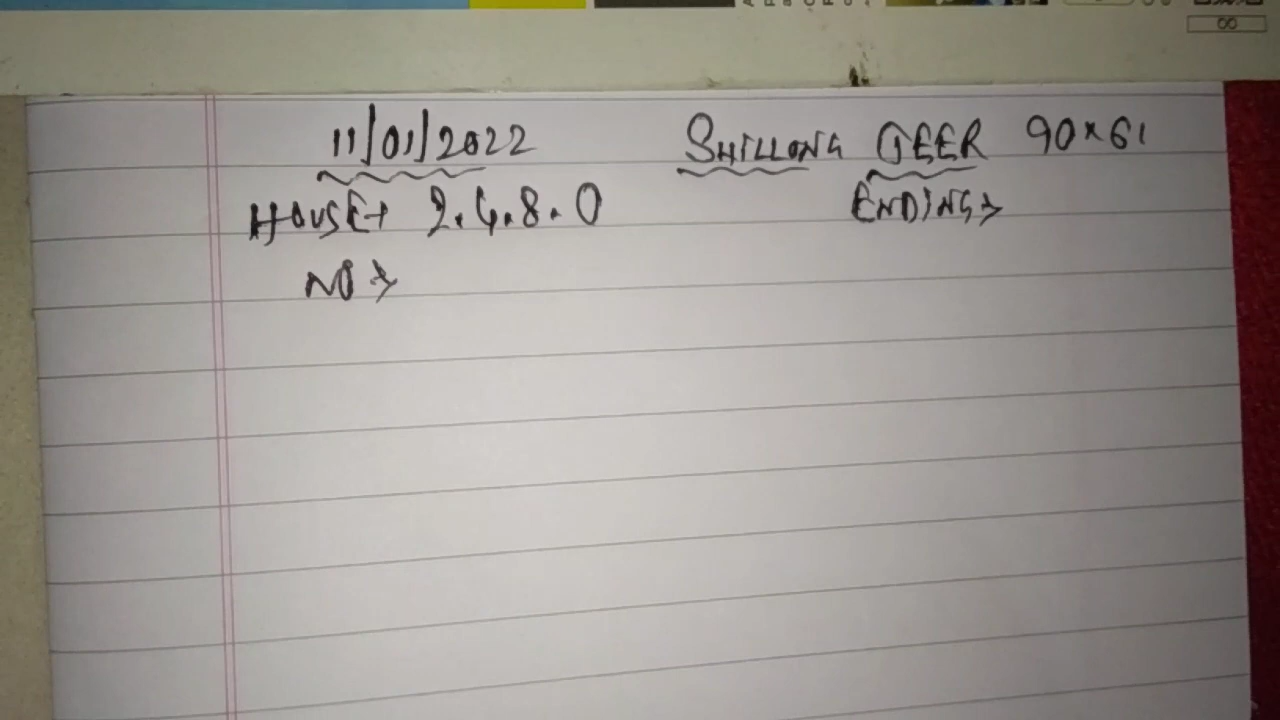 11/01/2022 SHILLONG TEER 90×61
HOUSE→ 2.4.8.0 ENDING→
NO→